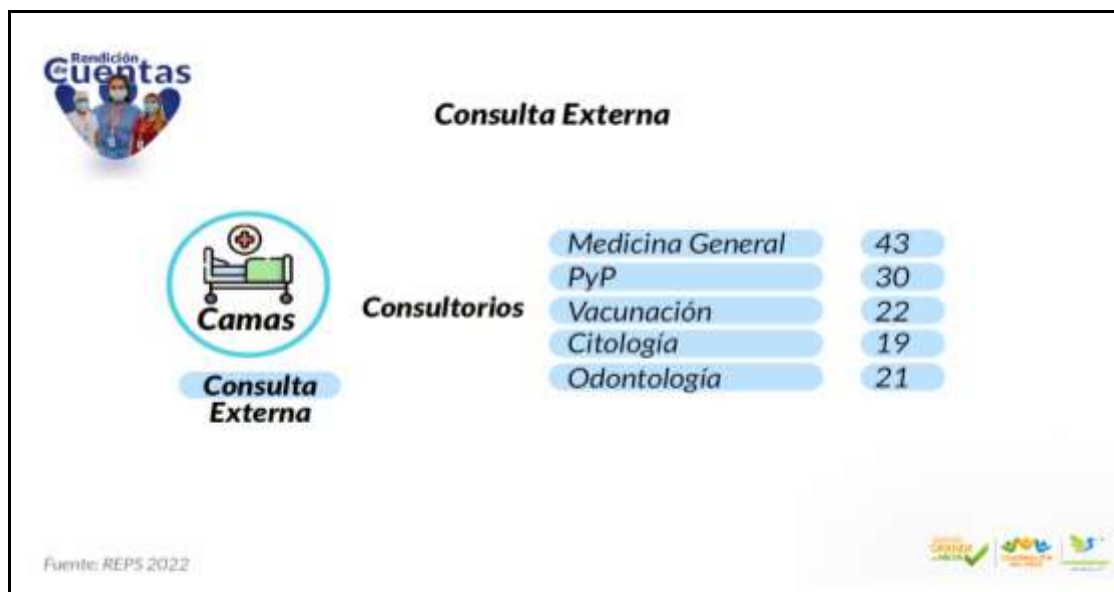 Rendición
de
Cuentas
Consulta Externa
Camas
Consulta
Externa
Consultorios
Medicina General 43
PyP 30
Vacunación 22
Citología 19
Odontología 21
Fuente: REPS 2022